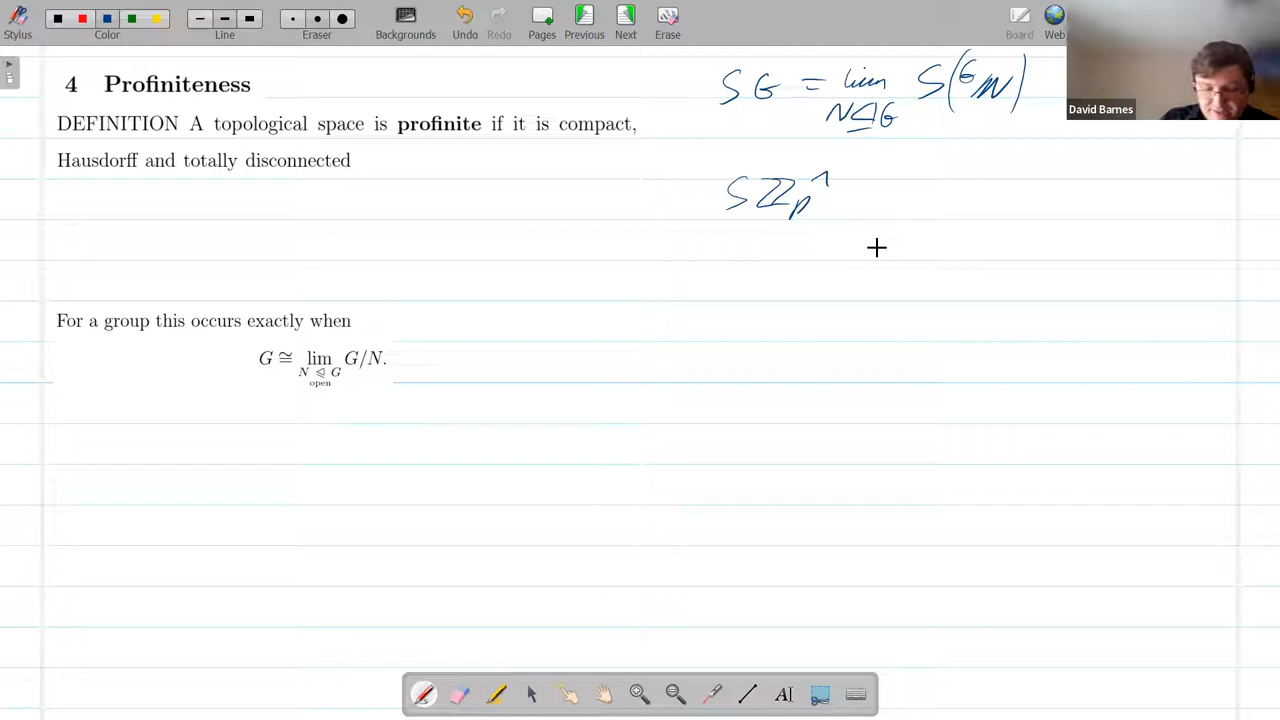 Stylus
Color
Line
Eraser
Backgrounds
Undo
Redo
Pages
Previous
Next
Erase
Board
Web
David Barnes
4 Profiniteness
DEFINITION A topological space is profinite if it is compact,
Hausdorff and totally disconnected
For a group this occurs exactly when
G ≅ lim G/N.
N ⊴ G
open
SG = lim S(G/N)
N⊴G
Sℤₚ^
AI